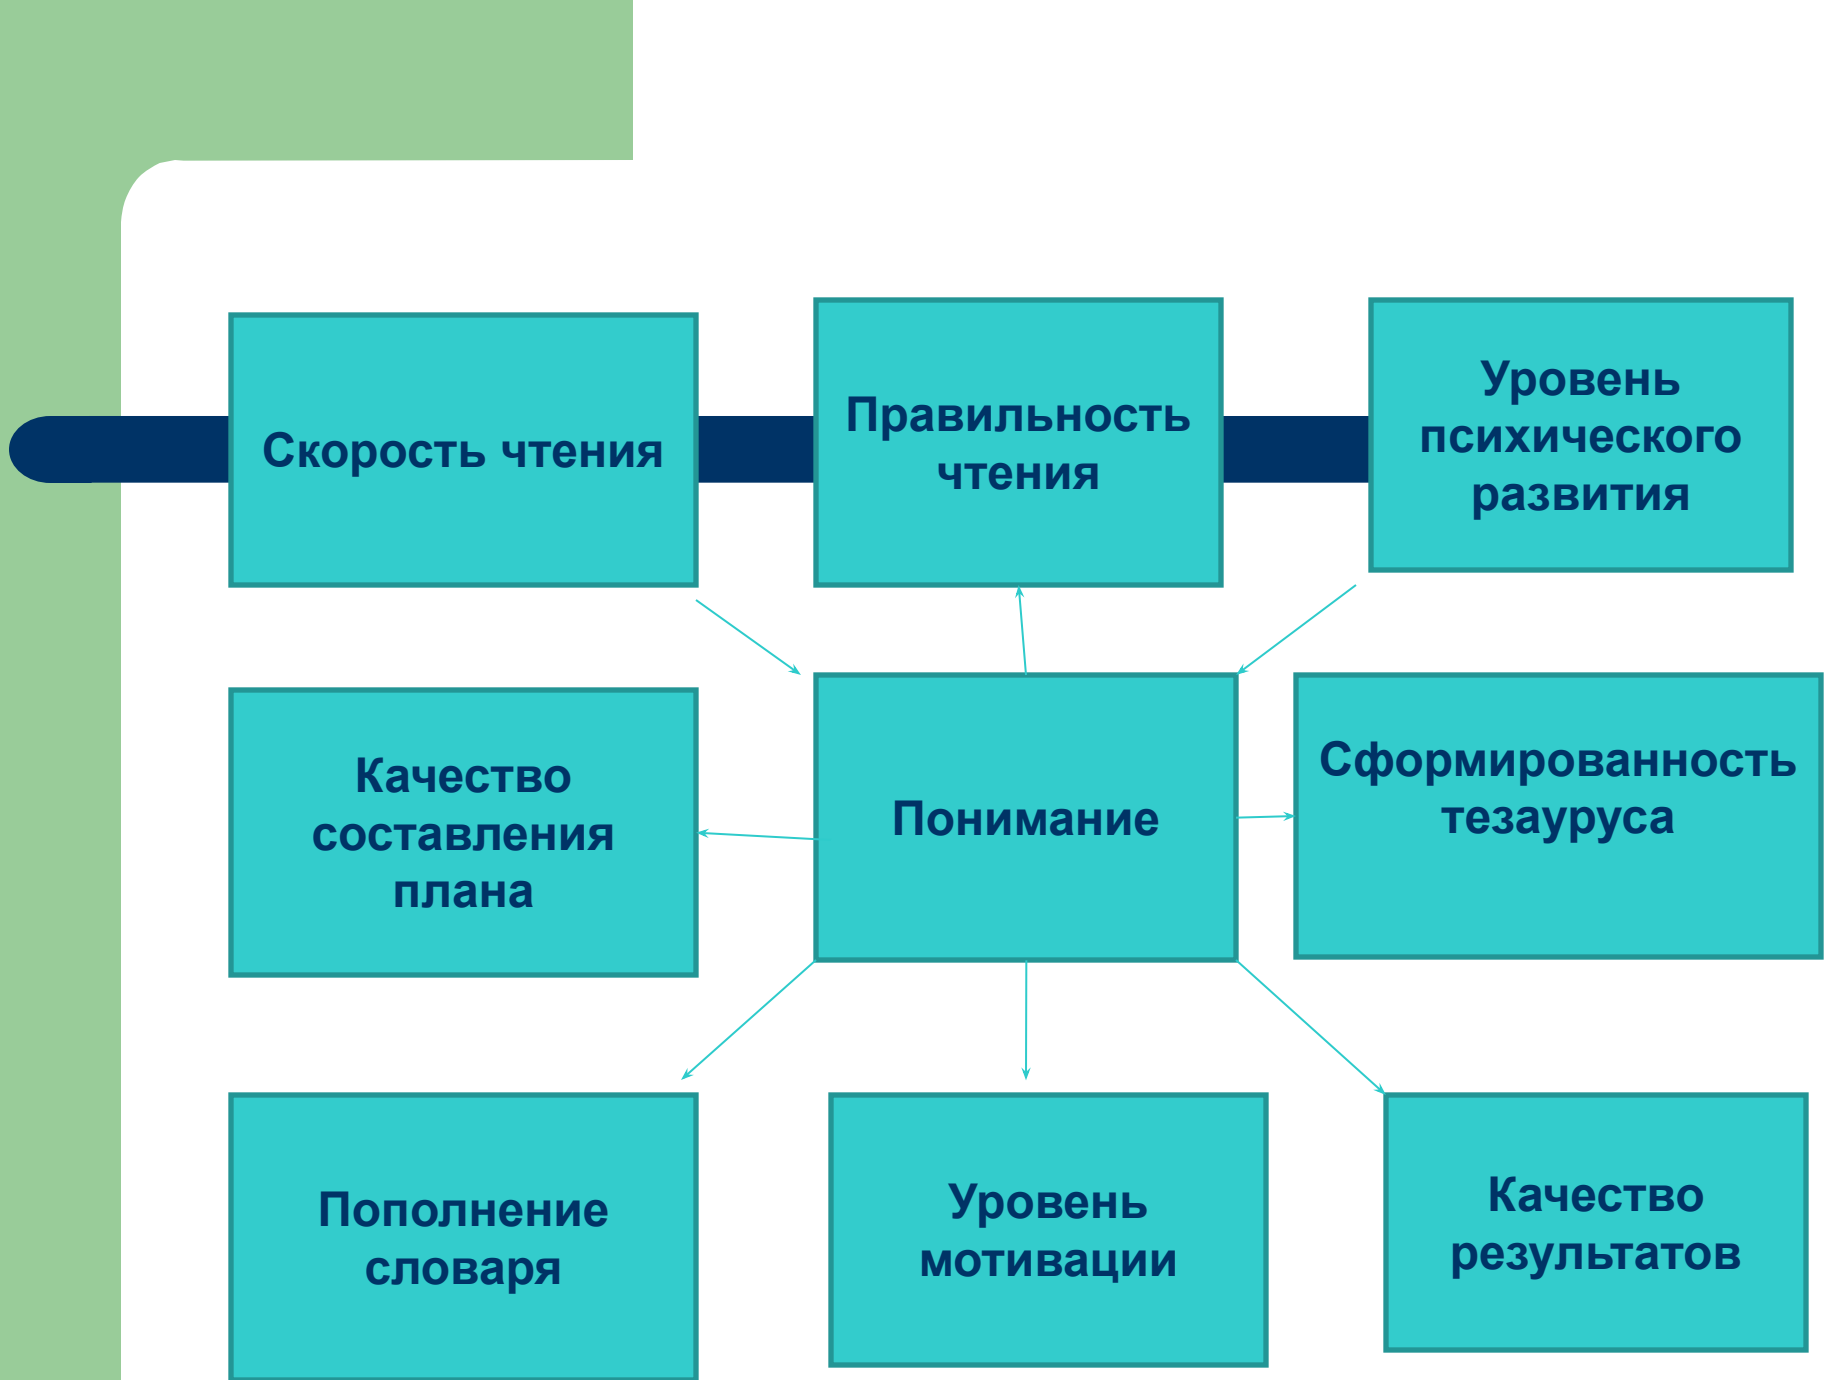 Скорость чтения
Правильность
чтения
Уровень
психического
развития
Качество
составления
плана
Понимание
Сформированность
тезауруса
Пополнение
словаря
Уровень
мотивации
Качество
результатов